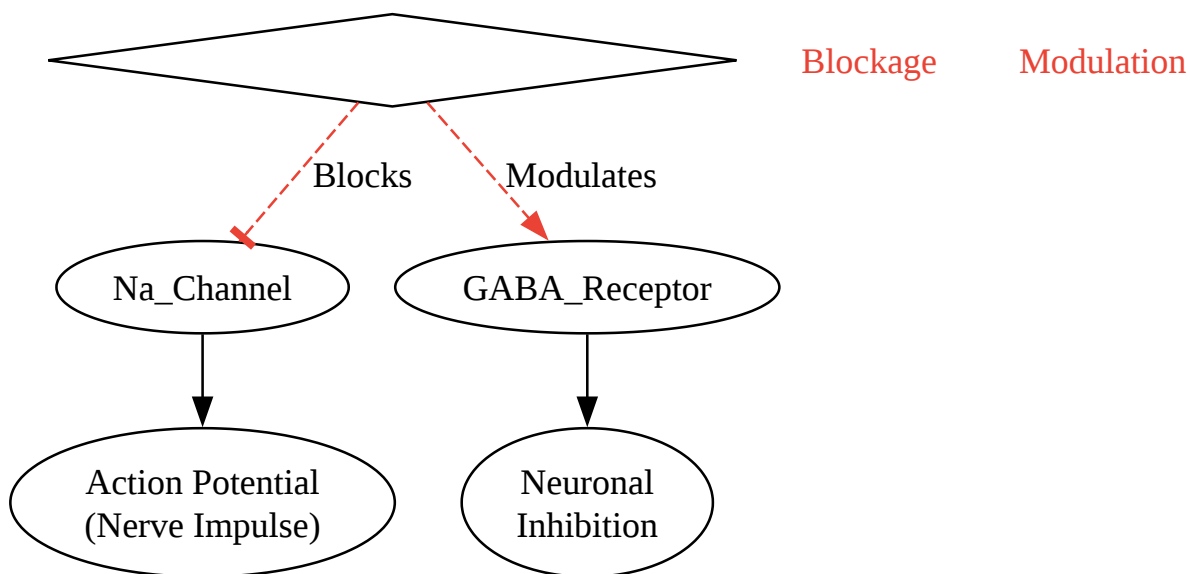 Blockage
Modulation
Blocks
Modulates
Na_Channel
GABA_Receptor
Action Potential
(Nerve Impulse)
Neuronal
Inhibition